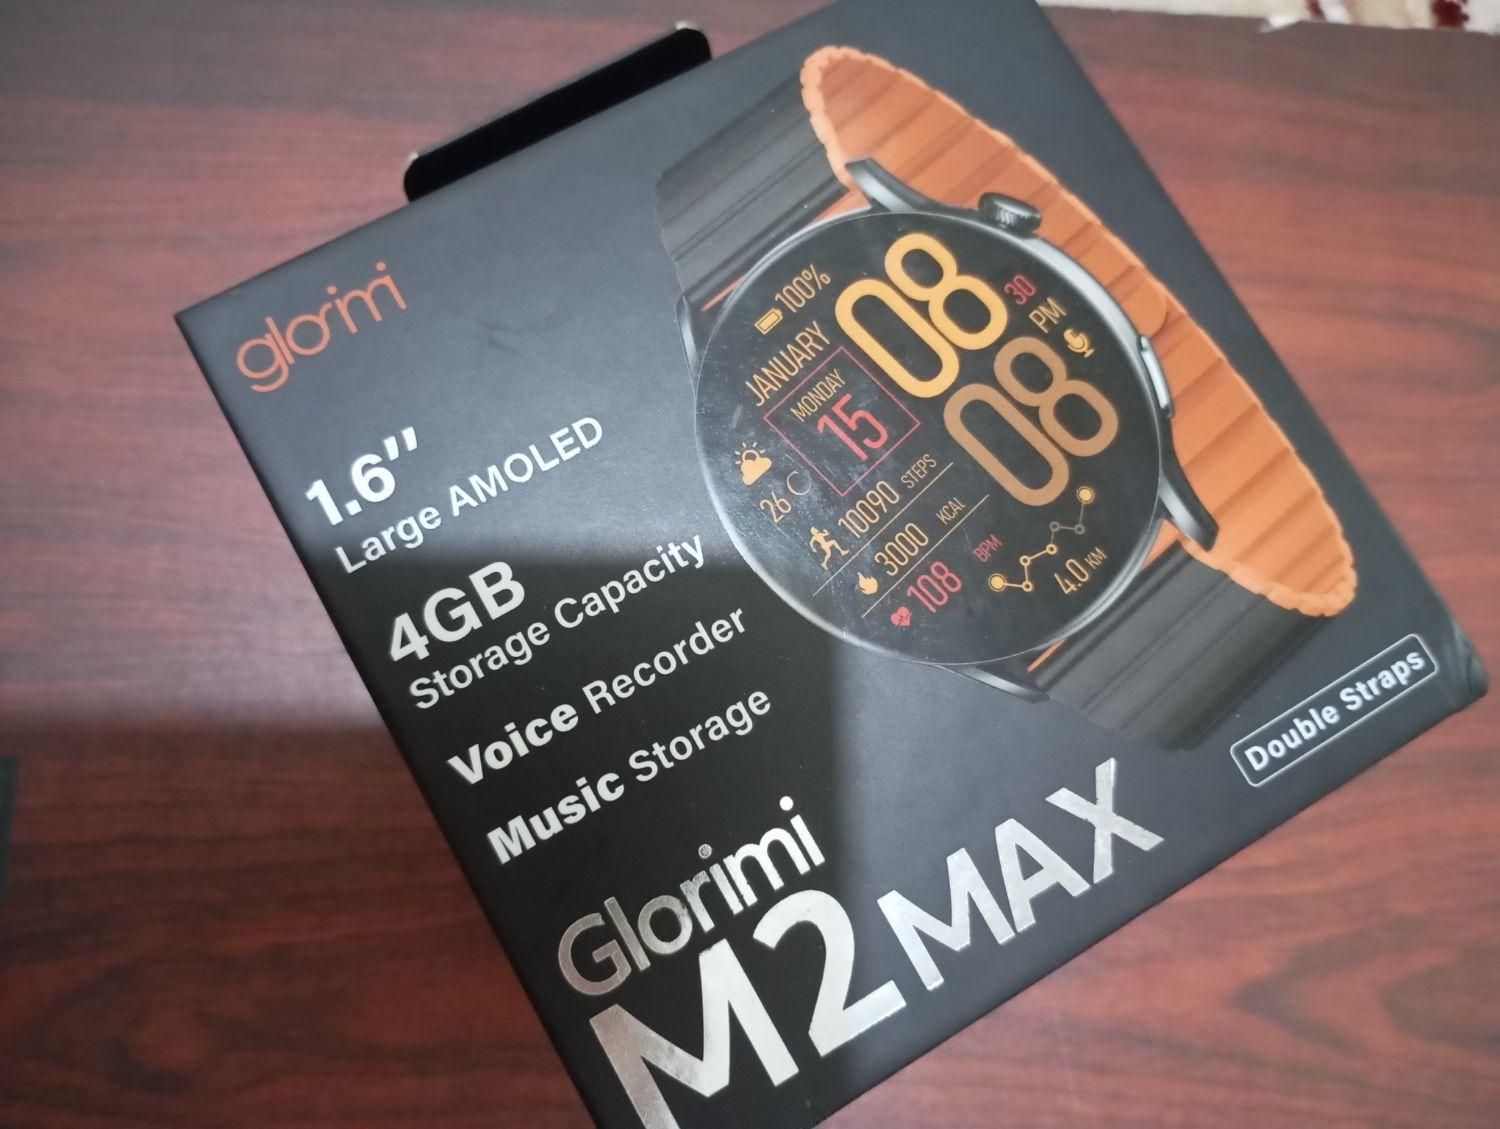 glorimi
1.6"
Large AMOLED
4GB
Storage Capacity
Voice Recorder
Music Storage
Glorimi
M2 MAX
100%
JANUARY
MONDAY
15
08
30
PM
08
26 C
10090 STEPS
3000 KCAL
108 BPM
4.0 KM
Double Straps